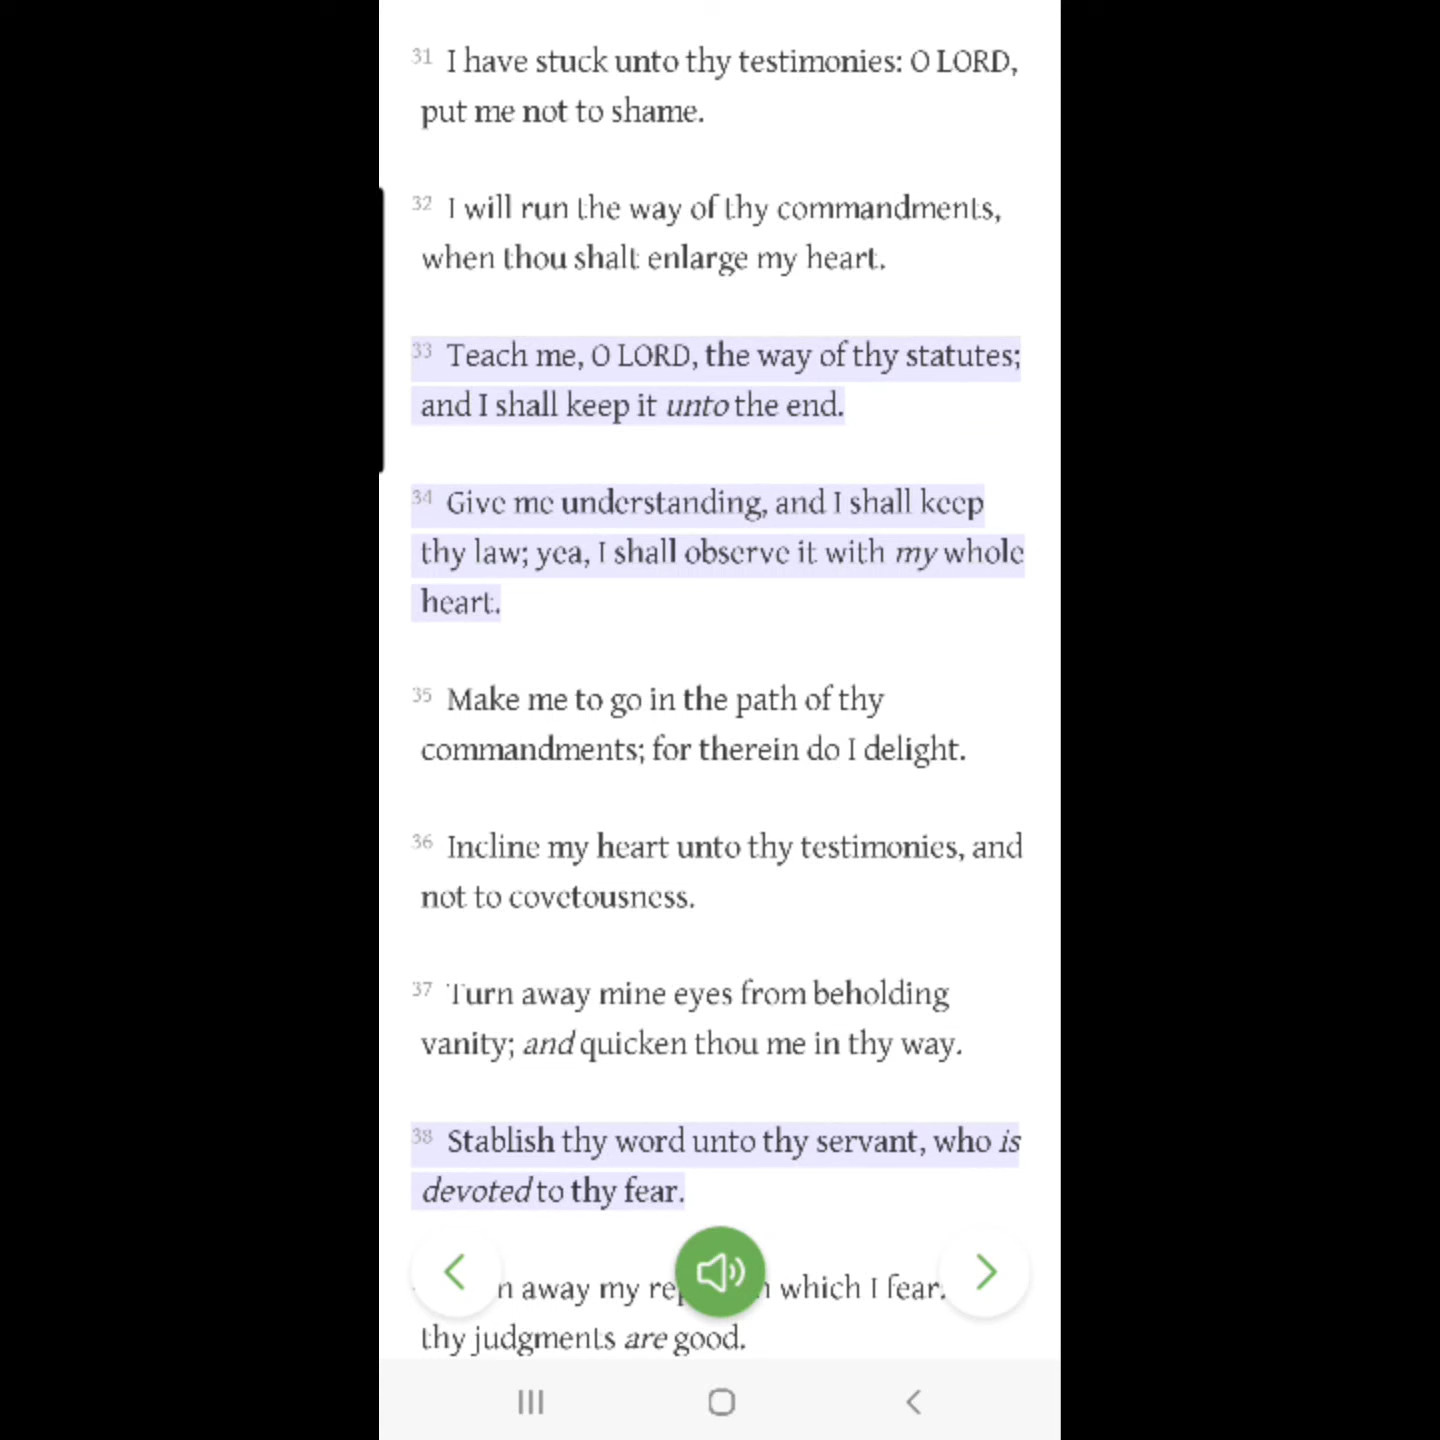 31 I have stuck unto thy testimonies: O LORD,
put me not to shame.
32 I will run the way of thy commandments,
when thou shalt enlarge my heart.
33 Teach me, O LORD, the way of thy statutes;
and I shall keep it unto the end.
34 Give me understanding, and I shall keep
thy law; yea, I shall observe it with my whole
heart.
35 Make me to go in the path of thy
commandments; for therein do I delight.
36 Incline my heart unto thy testimonies, and
not to covetousness.
37 Turn away mine eyes from beholding
vanity; and quicken thou me in thy way.
38 Stablish thy word unto thy servant, who is
devoted to thy fear.
away my which I fear:
thy judgments are good.